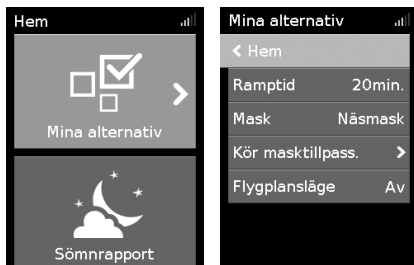 Hem
Mina alternativ
Sömnrapport
Mina alternativ
Hem
Ramptid 20min.
Mask Näsmask
Kör masktillpass.
Flygplansläge Av